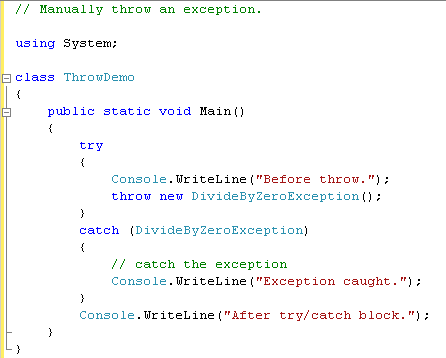 // Manually throw an exception.
using System;
class ThrowDemo
{
    public static void Main()
    {
        try
        {
            Console.WriteLine("Before throw.");
            throw new DivideByZeroException();
        }
        catch (DivideByZeroException)
        {
            // catch the exception
            Console.WriteLine("Exception caught.");
        }
        Console.WriteLine("After try/catch block.");
    }
}